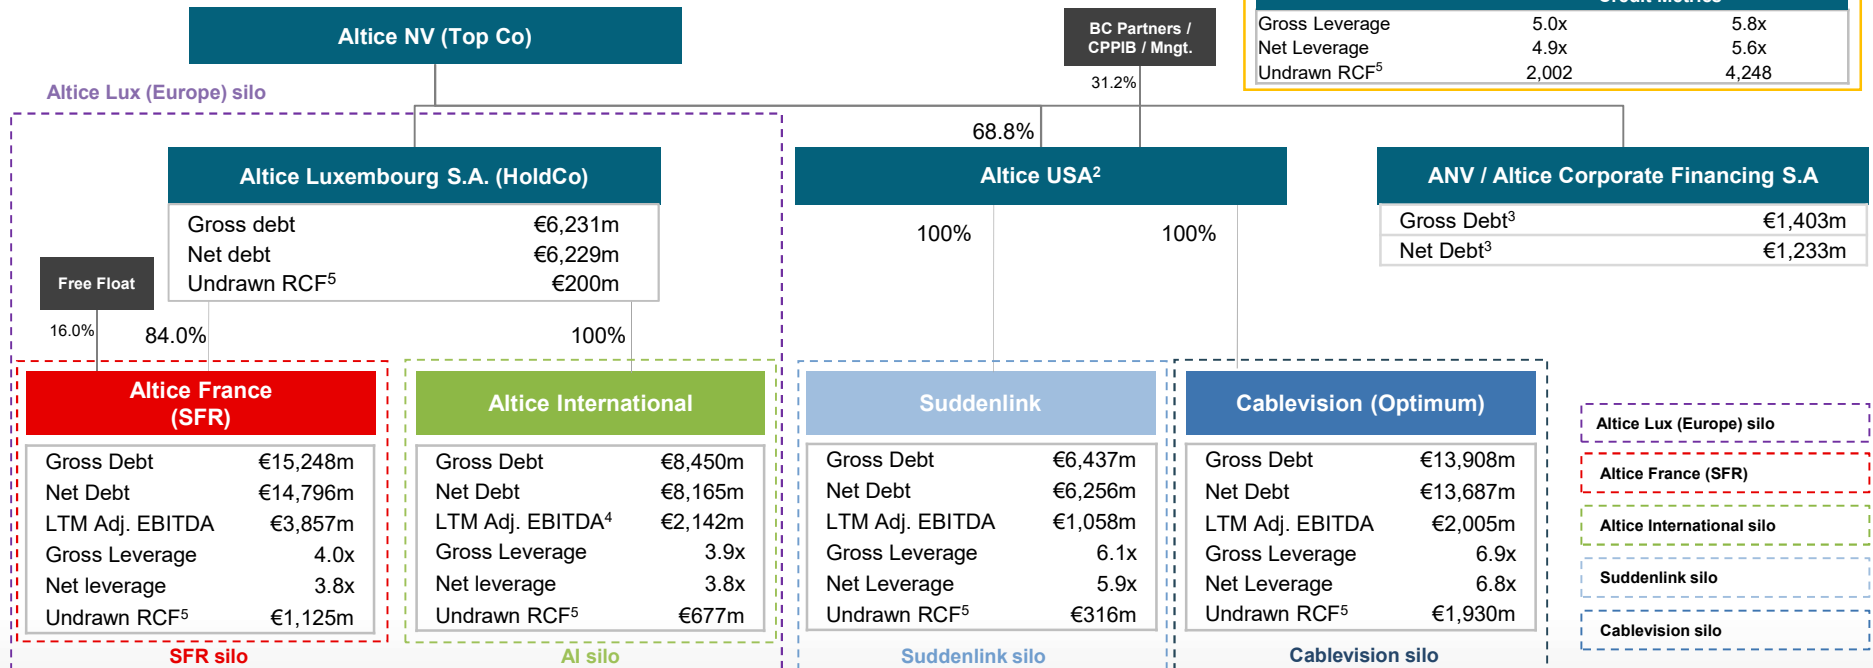 Credit Metrics
Gross Leverage 5.0x 5.8x
Net Leverage 4.9x 5.6x
Undrawn RCF5 2,002 4,248
Altice NV (Top Co)
BC Partners /
CPPIB / Mngt.
31.2%
Altice Lux (Europe) silo
68.8%
Altice Luxembourg S.A. (HoldCo)
Gross debt €6,231m
Net debt €6,229m
Undrawn RCF5 €200m
Altice USA2
100% 100%
ANV / Altice Corporate Financing S.A
Gross Debt3 €1,403m
Net Debt3 €1,233m
Free Float
16.0% 84.0% 100%
Altice France
(SFR)
Gross Debt €15,248m
Net Debt €14,796m
LTM Adj. EBITDA €3,857m
Gross Leverage 4.0x
Net leverage 3.8x
Undrawn RCF5 €1,125m
SFR silo
Altice International
Gross Debt €8,450m
Net Debt €8,165m
LTM Adj. EBITDA4 €2,142m
Gross Leverage 3.9x
Net leverage 3.8x
Undrawn RCF5 €677m
AI silo
Suddenlink
Gross Debt €6,437m
Net Debt €6,256m
LTM Adj. EBITDA €1,058m
Gross Leverage 6.1x
Net Leverage 5.9x
Undrawn RCF5 €316m
Suddenlink silo
Cablevision (Optimum)
Gross Debt €13,908m
Net Debt €13,687m
LTM Adj. EBITDA €2,005m
Gross Leverage 6.9x
Net Leverage 6.8x
Undrawn RCF5 €1,930m
Cablevision silo
Altice Lux (Europe) silo
Altice France (SFR)
Altice International silo
Suddenlink silo
Cablevision silo